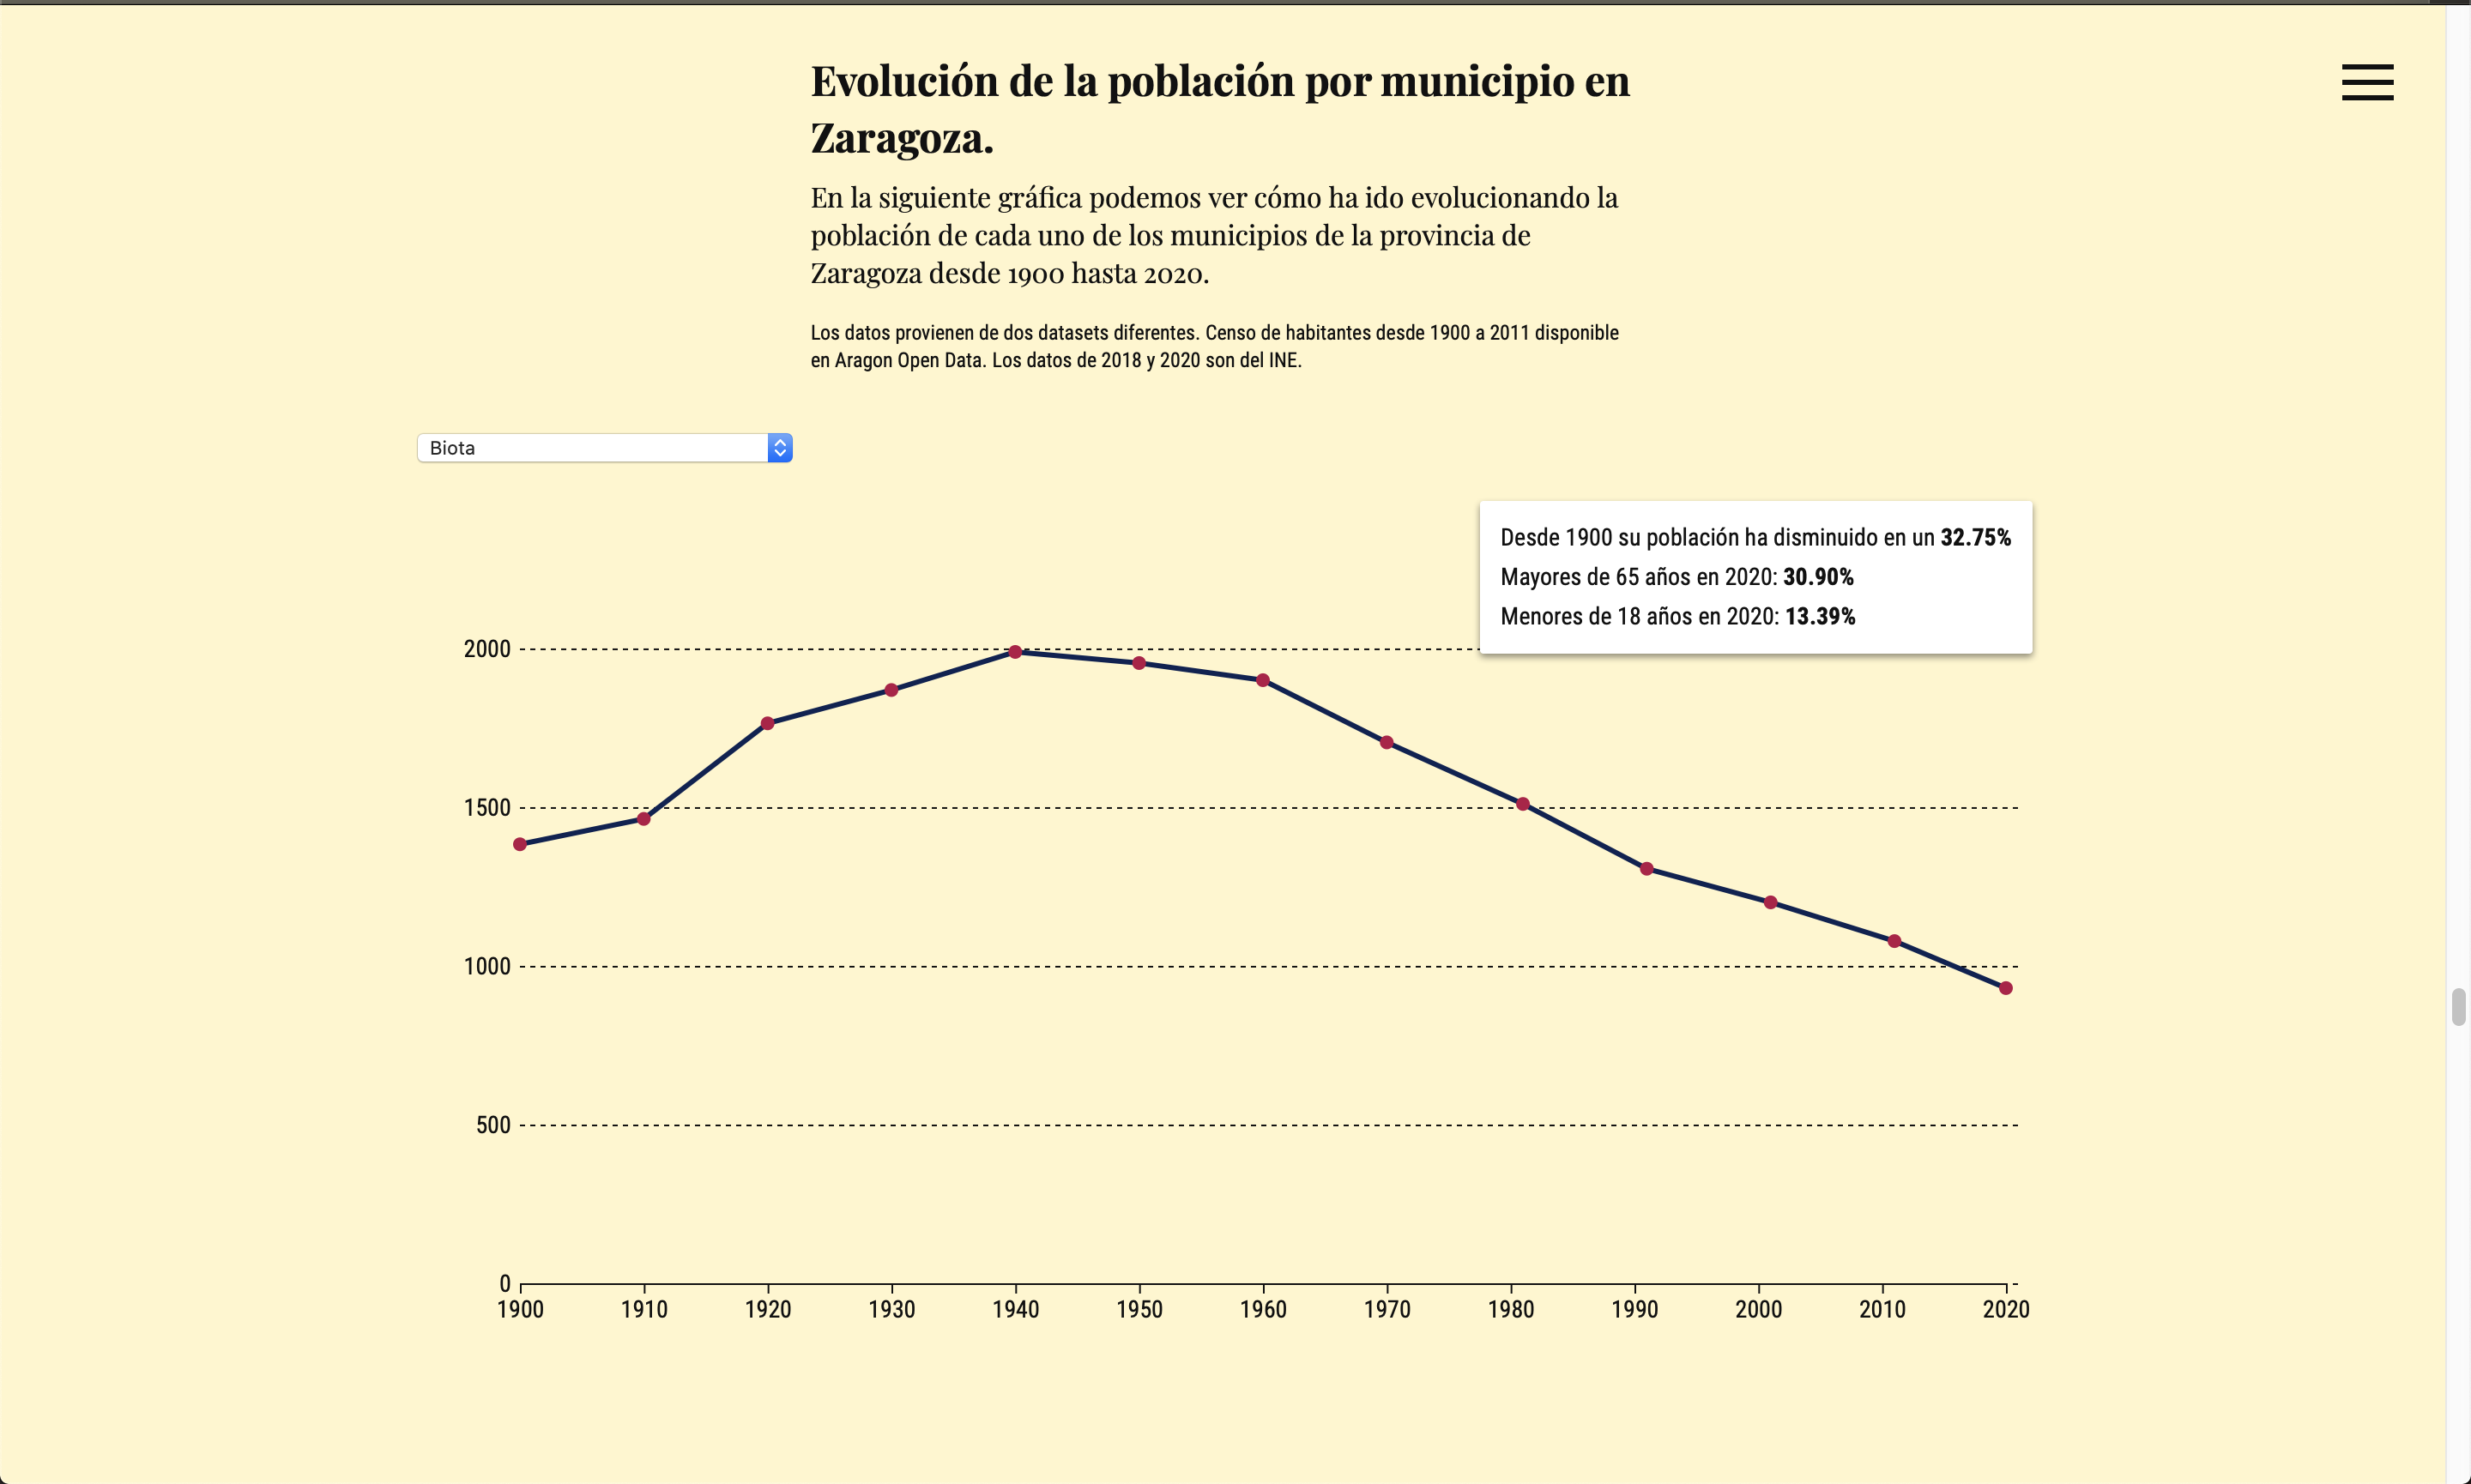 Evolución de la población por municipio en
Zaragoza.
En la siguiente gráfica podemos ver cómo ha ido evolucionando la
población de cada uno de los municipios de la provincia de
Zaragoza desde 1900 hasta 2020.
Los datos provienen de dos datasets diferentes. Censo de habitantes desde 1900 a 2011 disponible
en Aragon Open Data. Los datos de 2018 y 2020 son del INE.
Biota
Desde 1900 su población ha disminuido en un 32.75%
Mayores de 65 años en 2020: 30.90%
Menores de 18 años en 2020: 13.39%
2000
1500
1000
500
0
1900 1910 1920 1930 1940 1950 1960 1970 1980 1990 2000 2010 2020